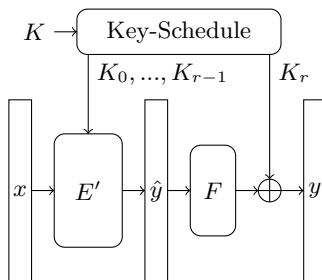 K Key-Schedule
K_0, ..., K_{r-1} K_r
x E' ŷ F y